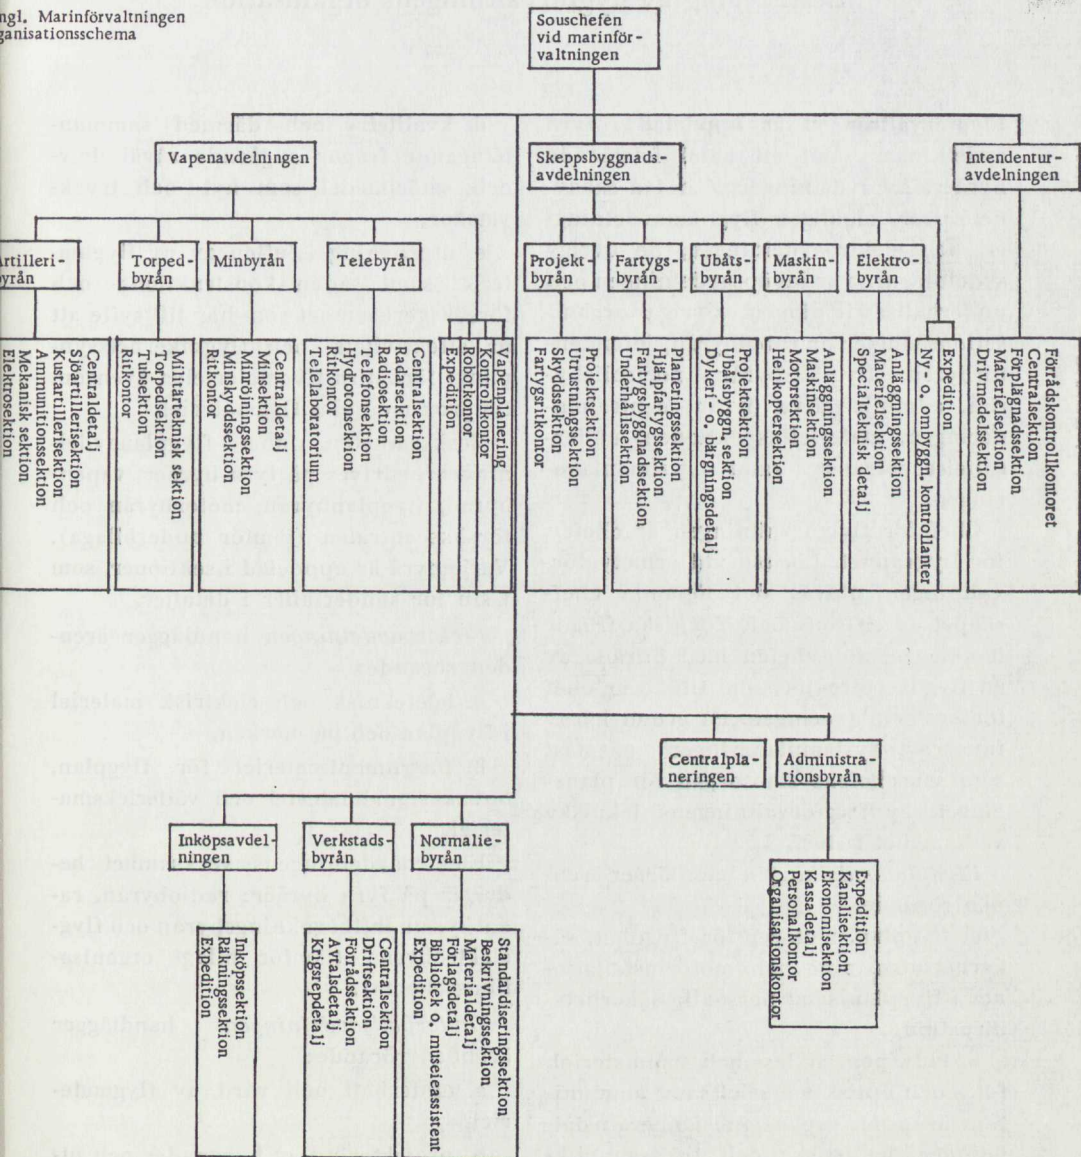 ngl. Marinförvaltningen
ganisationsschema
Souschefen
vid marinför-
valtningen
Vapenavdelningen
Skeppsbyggnads-
avdelningen
Intendentur-
avdelningen
rtilleri-
yrån
Torped-
byrån
Minbyrån
Telebyrån
Projekt-
byrån
Fartygs-
byrån
Ubåts-
byrån
Maskin-
byrån
Elektro-
byrån
Centraldetalj
Sjöartillerisektion
Kustartillerisektion
Ammunitionssektion
Mekanisk sektion
Elektrosektion
Militärteknisk sektion
Torpedsektion
Tubsektion
Ritkontor
Centraldetalj
Minsektion
Minröjningssektion
Minskyddssektion
Ritkontor
Centralsektion
Radarsektion
Radiosektion
Telefonsektion
Hydrofonsektion
Ritkontor
Telelaboratorium
Vapenplanering
Kontrollkontor
Robotkontor
Expedition
Projektsektion
Utrustningssektion
Skyddssektion
Fartygsritkontor
Planeringssektion
Hjälpfartygssektion
Fartygsbyggnadssektion
Underhållssektion
Projektsektion
Ubåtsbyggn. sektion
Dykeri- o. bärgningsdetalj
Anläggningssektion
Maskinsektion
Motorsektion
Helikoptersektion
Anläggningssektion
Materielsektion
Specialteknisk detalj
Expedition
Ny- o. ombyggn. kontrollanter
Förrådskontrollkontoret
Centralsektion
Förplägnadssektion
Materielsektion
Drivmedelssektion
Centralpla-
neringen
Administra-
tionsbyrån
Inköpsavdel-
ningen
Verkstads-
byrån
Normalie-
byrån
Expedition
Kanslisektion
Ekonomisektion
Kassadetalj
Personalkontor
Organisationskontor
Inköpssektion
Räkningssektion
Expedition
Centralsektion
Driftsektion
Förrådssektion
Avtalsdetalj
Krigsrepdetalj
Standardiseringssektion
Beskrivningssektion
Materialdetalj
Förlagsdetalj
Bibliotek o. museieassistent
Expedition